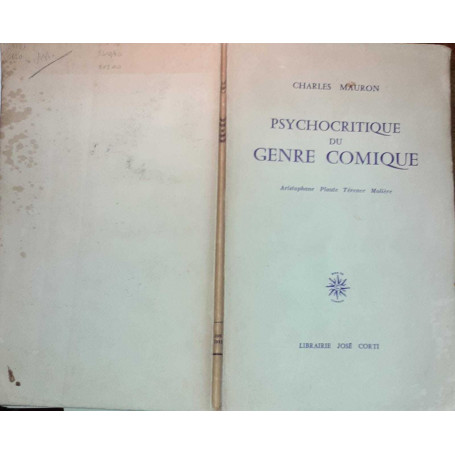 CHARLES MAURON
PSYCHOCRITIQUE
DU
GENRE COMIQUE
Aristophane Plaute Térence Molière
LIBRAIRIE JOSÉ CORTI